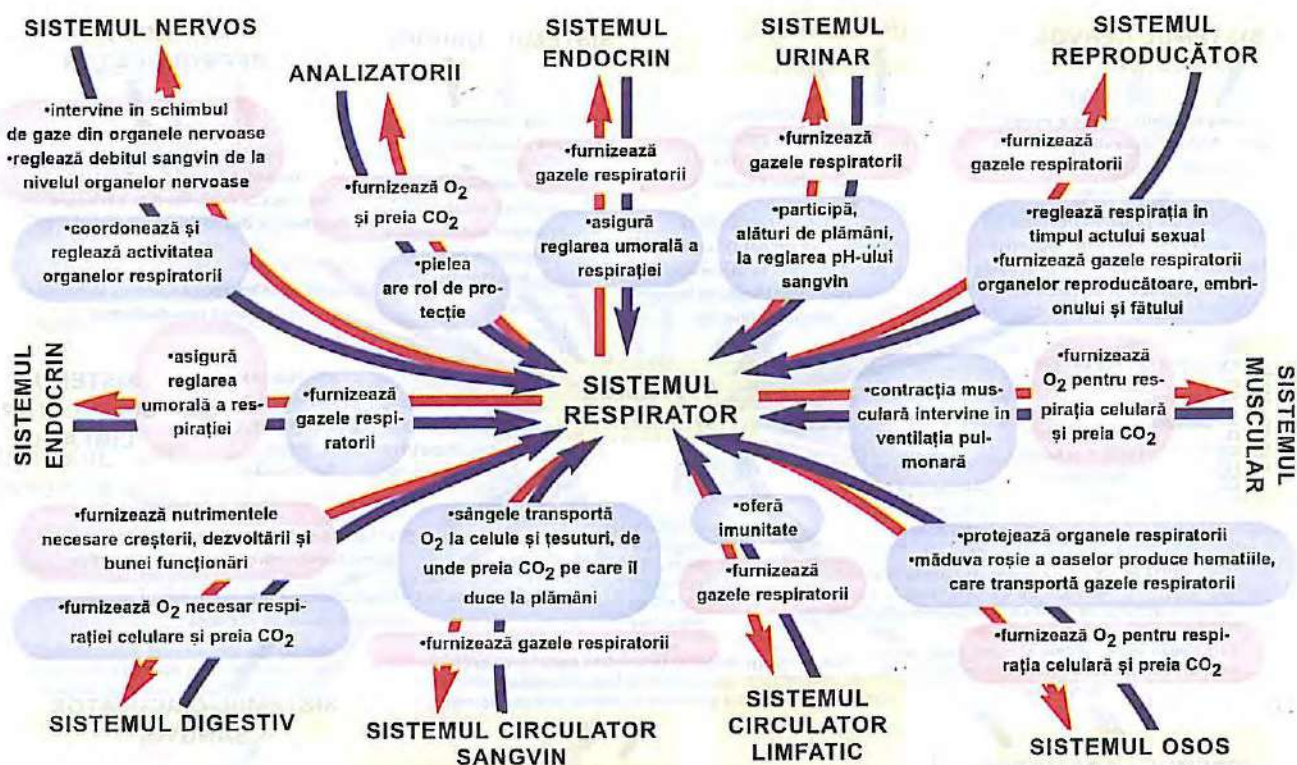 SISTEMUL NERVOS
•intervine în schimbul
de gaze din organele nervoase
•reglează debitul sangvin de la
nivelul organelor nervoase
•coordonează și
reglează activitatea
organelor respiratorii
ANALIZATORII
•furnizează O2
și preia CO2
•pielea
are rol de pro-
tecție
SISTEMUL
ENDOCRIN
•furnizează
gazele respiratorii
•asigură
reglarea umorală a
respirației
SISTEMUL
URINAR
•furnizează
gazele respiratorii
•participă,
alături de plămâni,
la reglarea pH-ului
sangvin
SISTEMUL
REPRODUCĂTOR
•furnizează
gazele respiratorii
•reglează respirația în
timpul actului sexual
•furnizează gazele respiratorii
organelor reproducătoare, embri-
onului și fătului
SISTEMUL
ENDOCRIN
•asigură
reglarea
umorală a res-
pirației
•furnizează
gazele respi-
ratorii
SISTEMUL
RESPIRATOR
•contracția mus-
culară intervine în
ventilația pul-
monară
•furnizează
O2 pentru res-
pirația celulară
și preia CO2
SISTEMUL
MUSCULAR
•furnizează nutrimentele
necesare creșterii, dezvoltării și
bunei funcționări
•furnizează O2 necesar respi-
rației celulare și preia CO2
SISTEMUL DIGESTIV
•sângele transportă
O2 la celule și țesuturi, de
unde preia CO2 pe care îl
duce la plămâni
•furnizează gazele respiratorii
SISTEMUL CIRCULATOR
SANGVIN
•oferă
imunitate
•furnizează
gazele respiratorii
SISTEMUL
CIRCULATOR
LIMFATIC
•protejează organele respiratorii
•măduva roșie a oaselor produce hematiile,
care transportă gazele respiratorii
•furnizează O2 pentru respi-
rația celulară și preia CO2
SISTEMUL OSOS